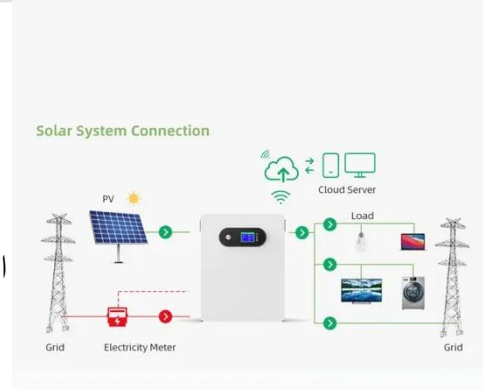 Solar System Connection
Cloud Server
PV
Load
Grid
Electricity Meter
Grid